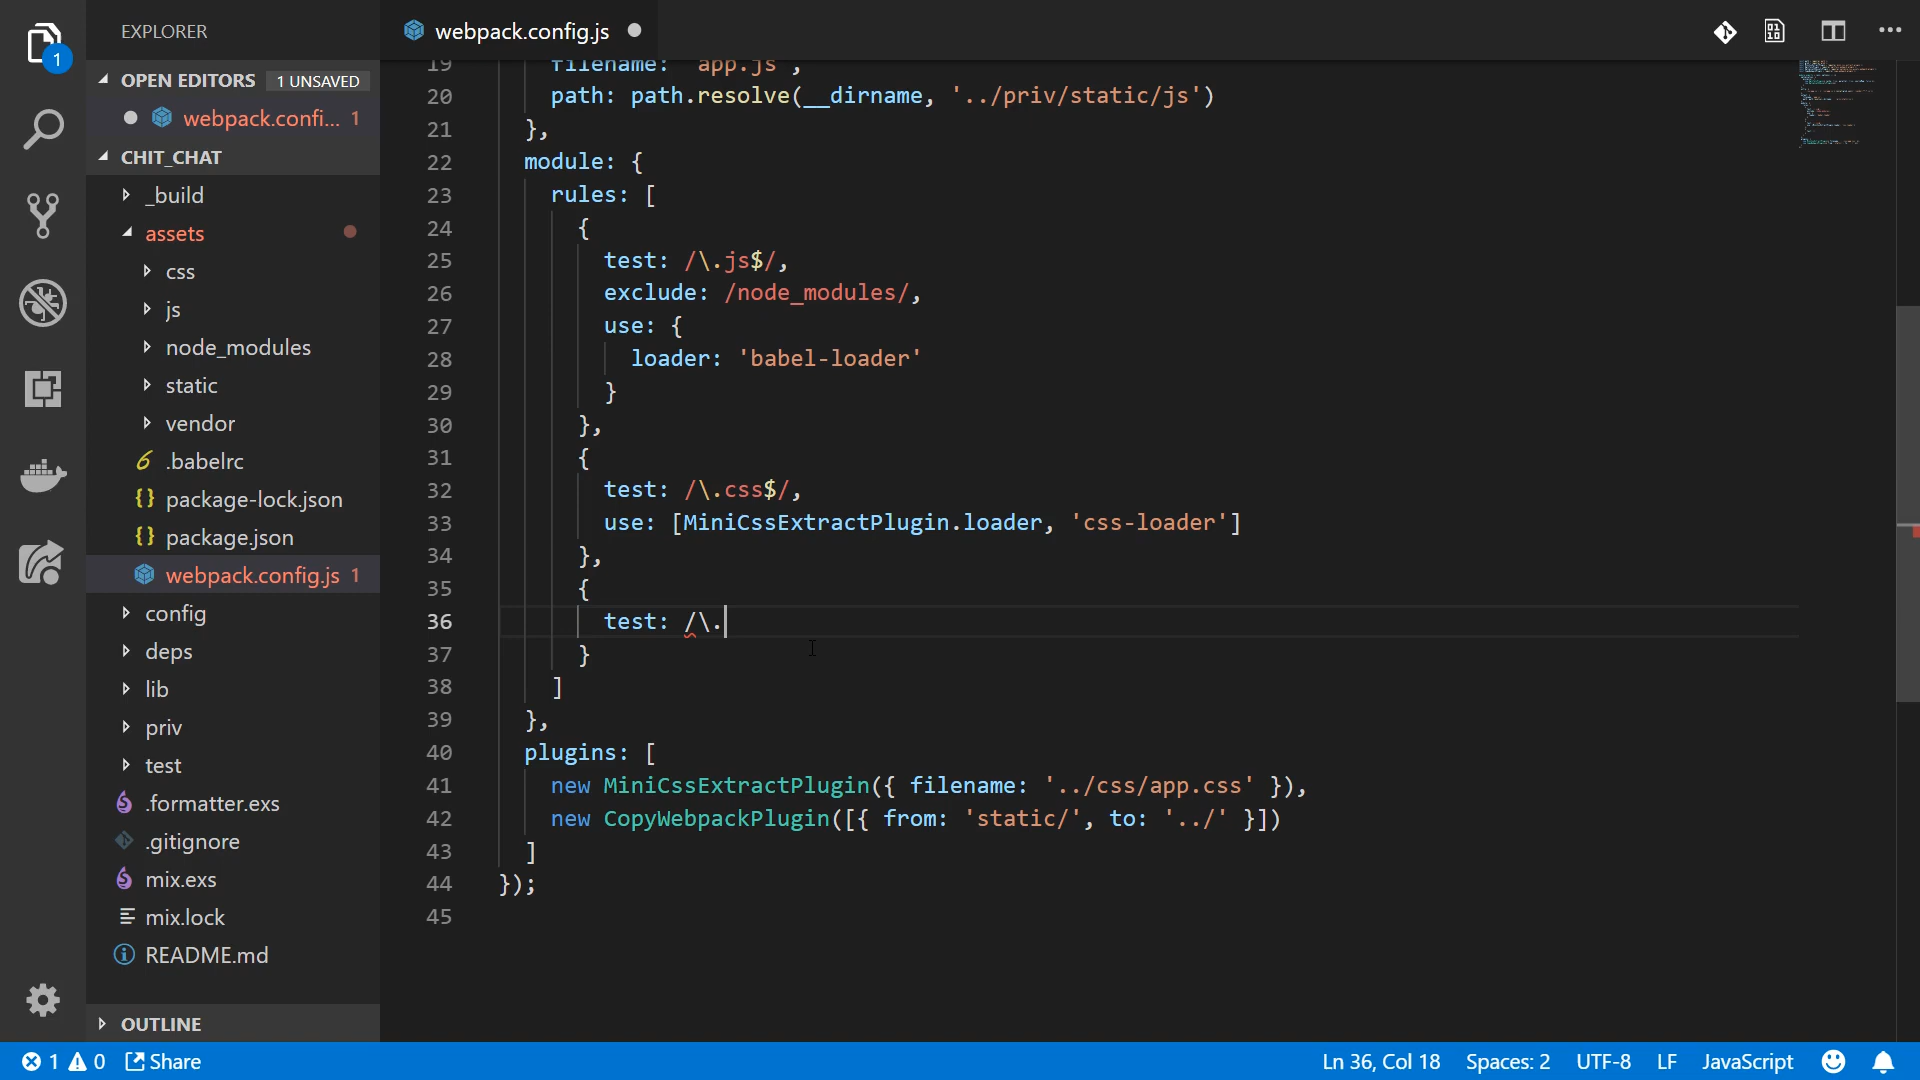 EXPLORER
1
OPEN EDITORS 1 UNSAVED
webpack.confi... 1
CHIT_CHAT
_build
assets
css
js
node_modules
static
vendor
.babelrc
package-lock.json
package.json
webpack.config.js 1
config
deps
lib
priv
test
.formatter.exs
.gitignore
mix.exs
mix.lock
README.md
OUTLINE
webpack.config.js
19 filename: 'app.js',
20 path: path.resolve(__dirname, '../priv/static/js')
21 },
22 module: {
23 rules: [
24 {
25 test: /\.js$/,
26 exclude: /node_modules/,
27 use: {
28 loader: 'babel-loader'
29 }
30 },
31 {
32 test: /\.css$/,
33 use: [MiniCssExtractPlugin.loader, 'css-loader']
34 },
35 {
36 test: /\.
37 }
38 ]
39 },
40 plugins: [
41 new MiniCssExtractPlugin({ filename: '../css/app.css' }),
42 new CopyWebpackPlugin([{ from: 'static/', to: '../' }])
43 ]
44 });
45
1 0 Share Ln 36, Col 18 Spaces: 2 UTF-8 LF JavaScript